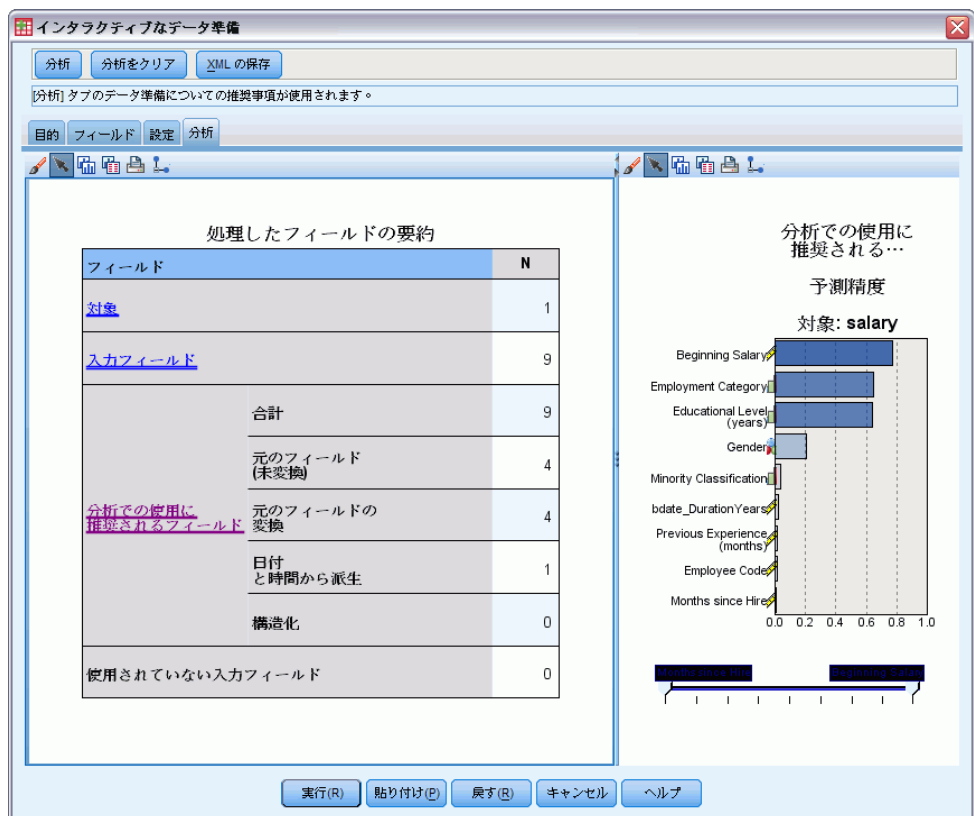 インタラクティブなデータ準備
分析 分析をクリア XML の保存
[分析] タブのデータ準備についての推奨事項が使用されます。
目的 フィールド 設定 分析
処理したフィールドの要約
フィールド N
対象 1
入力フィールド 9
分析での使用に
推奨されるフィールド
合計 9
元のフィールド
(未変換) 4
元のフィールドの
変換 4
日付
と時間から派生 1
構造化 0
使用されていない入力フィールド 0
分析での使用に
推奨される…
予測精度
対象: salary
Beginning Salary
Employment Category
Educational Level
(years)
Gender
Minority Classification
bdate_DurationYears
Previous Experience
(months)
Employee Code
Months since Hire
0.0 0.2 0.4 0.6 0.8 1.0
Months since Hire Beginning Salary
実行(R) 貼り付け(P) 戻す(R) キャンセル ヘルプ